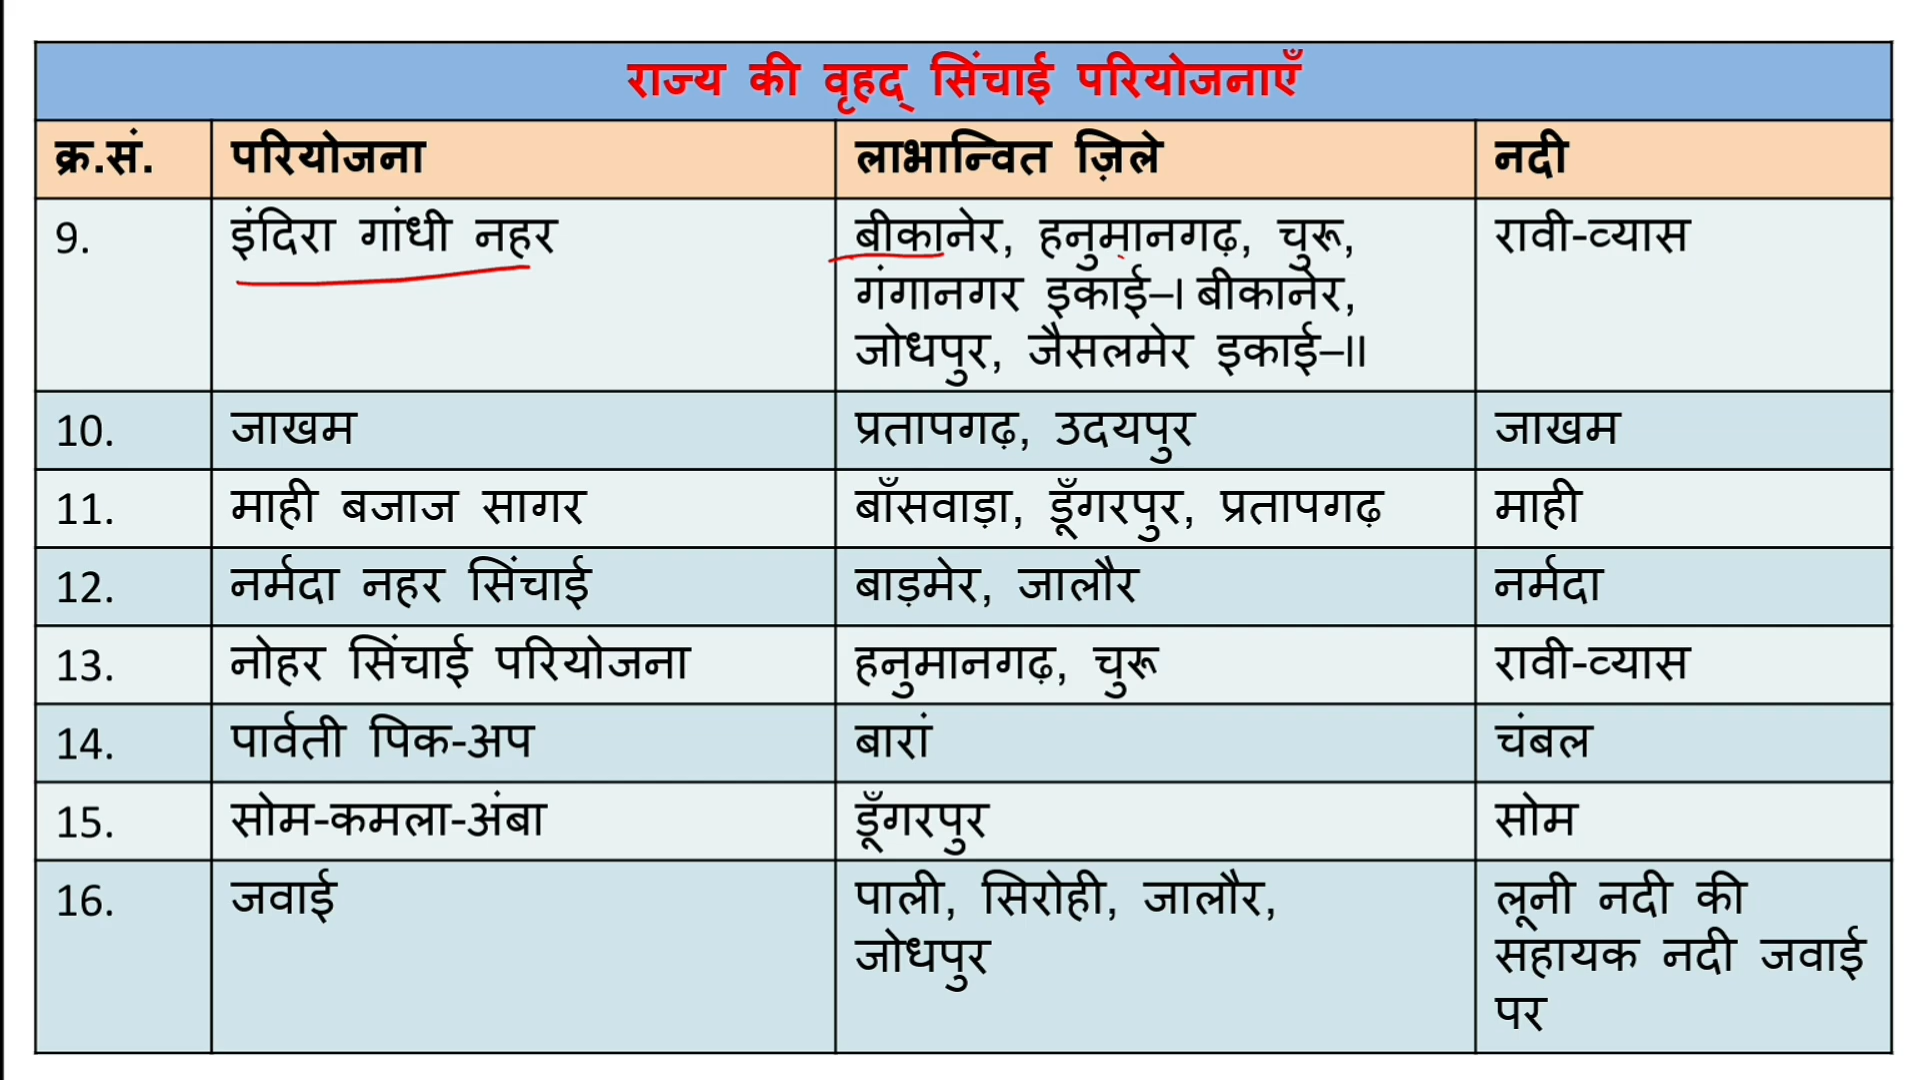 राज्य की वृहद् सिंचाई परियोजनाएँ
क्र.सं. परियोजना लाभान्वित ज़िले नदी
9. इंदिरा गांधी नहर बीकानेर, हनुमानगढ़, चुरू, रावी-व्यास
गंगानगर इकाई–I बीकानेर,
जोधपुर, जैसलमेर इकाई–II
10. जाखम प्रतापगढ़, उदयपुर जाखम
11. माही बजाज सागर बाँसवाड़ा, डूँगरपुर, प्रतापगढ़ माही
12. नर्मदा नहर सिंचाई बाड़मेर, जालौर नर्मदा
13. नोहर सिंचाई परियोजना हनुमानगढ़, चुरू रावी-व्यास
14. पार्वती पिक-अप बारां चंबल
15. सोम-कमला-अंबा डूँगरपुर सोम
16. जवाई पाली, सिरोही, जालौर, लूनी नदी की
जोधपुर सहायक नदी जवाई
पर